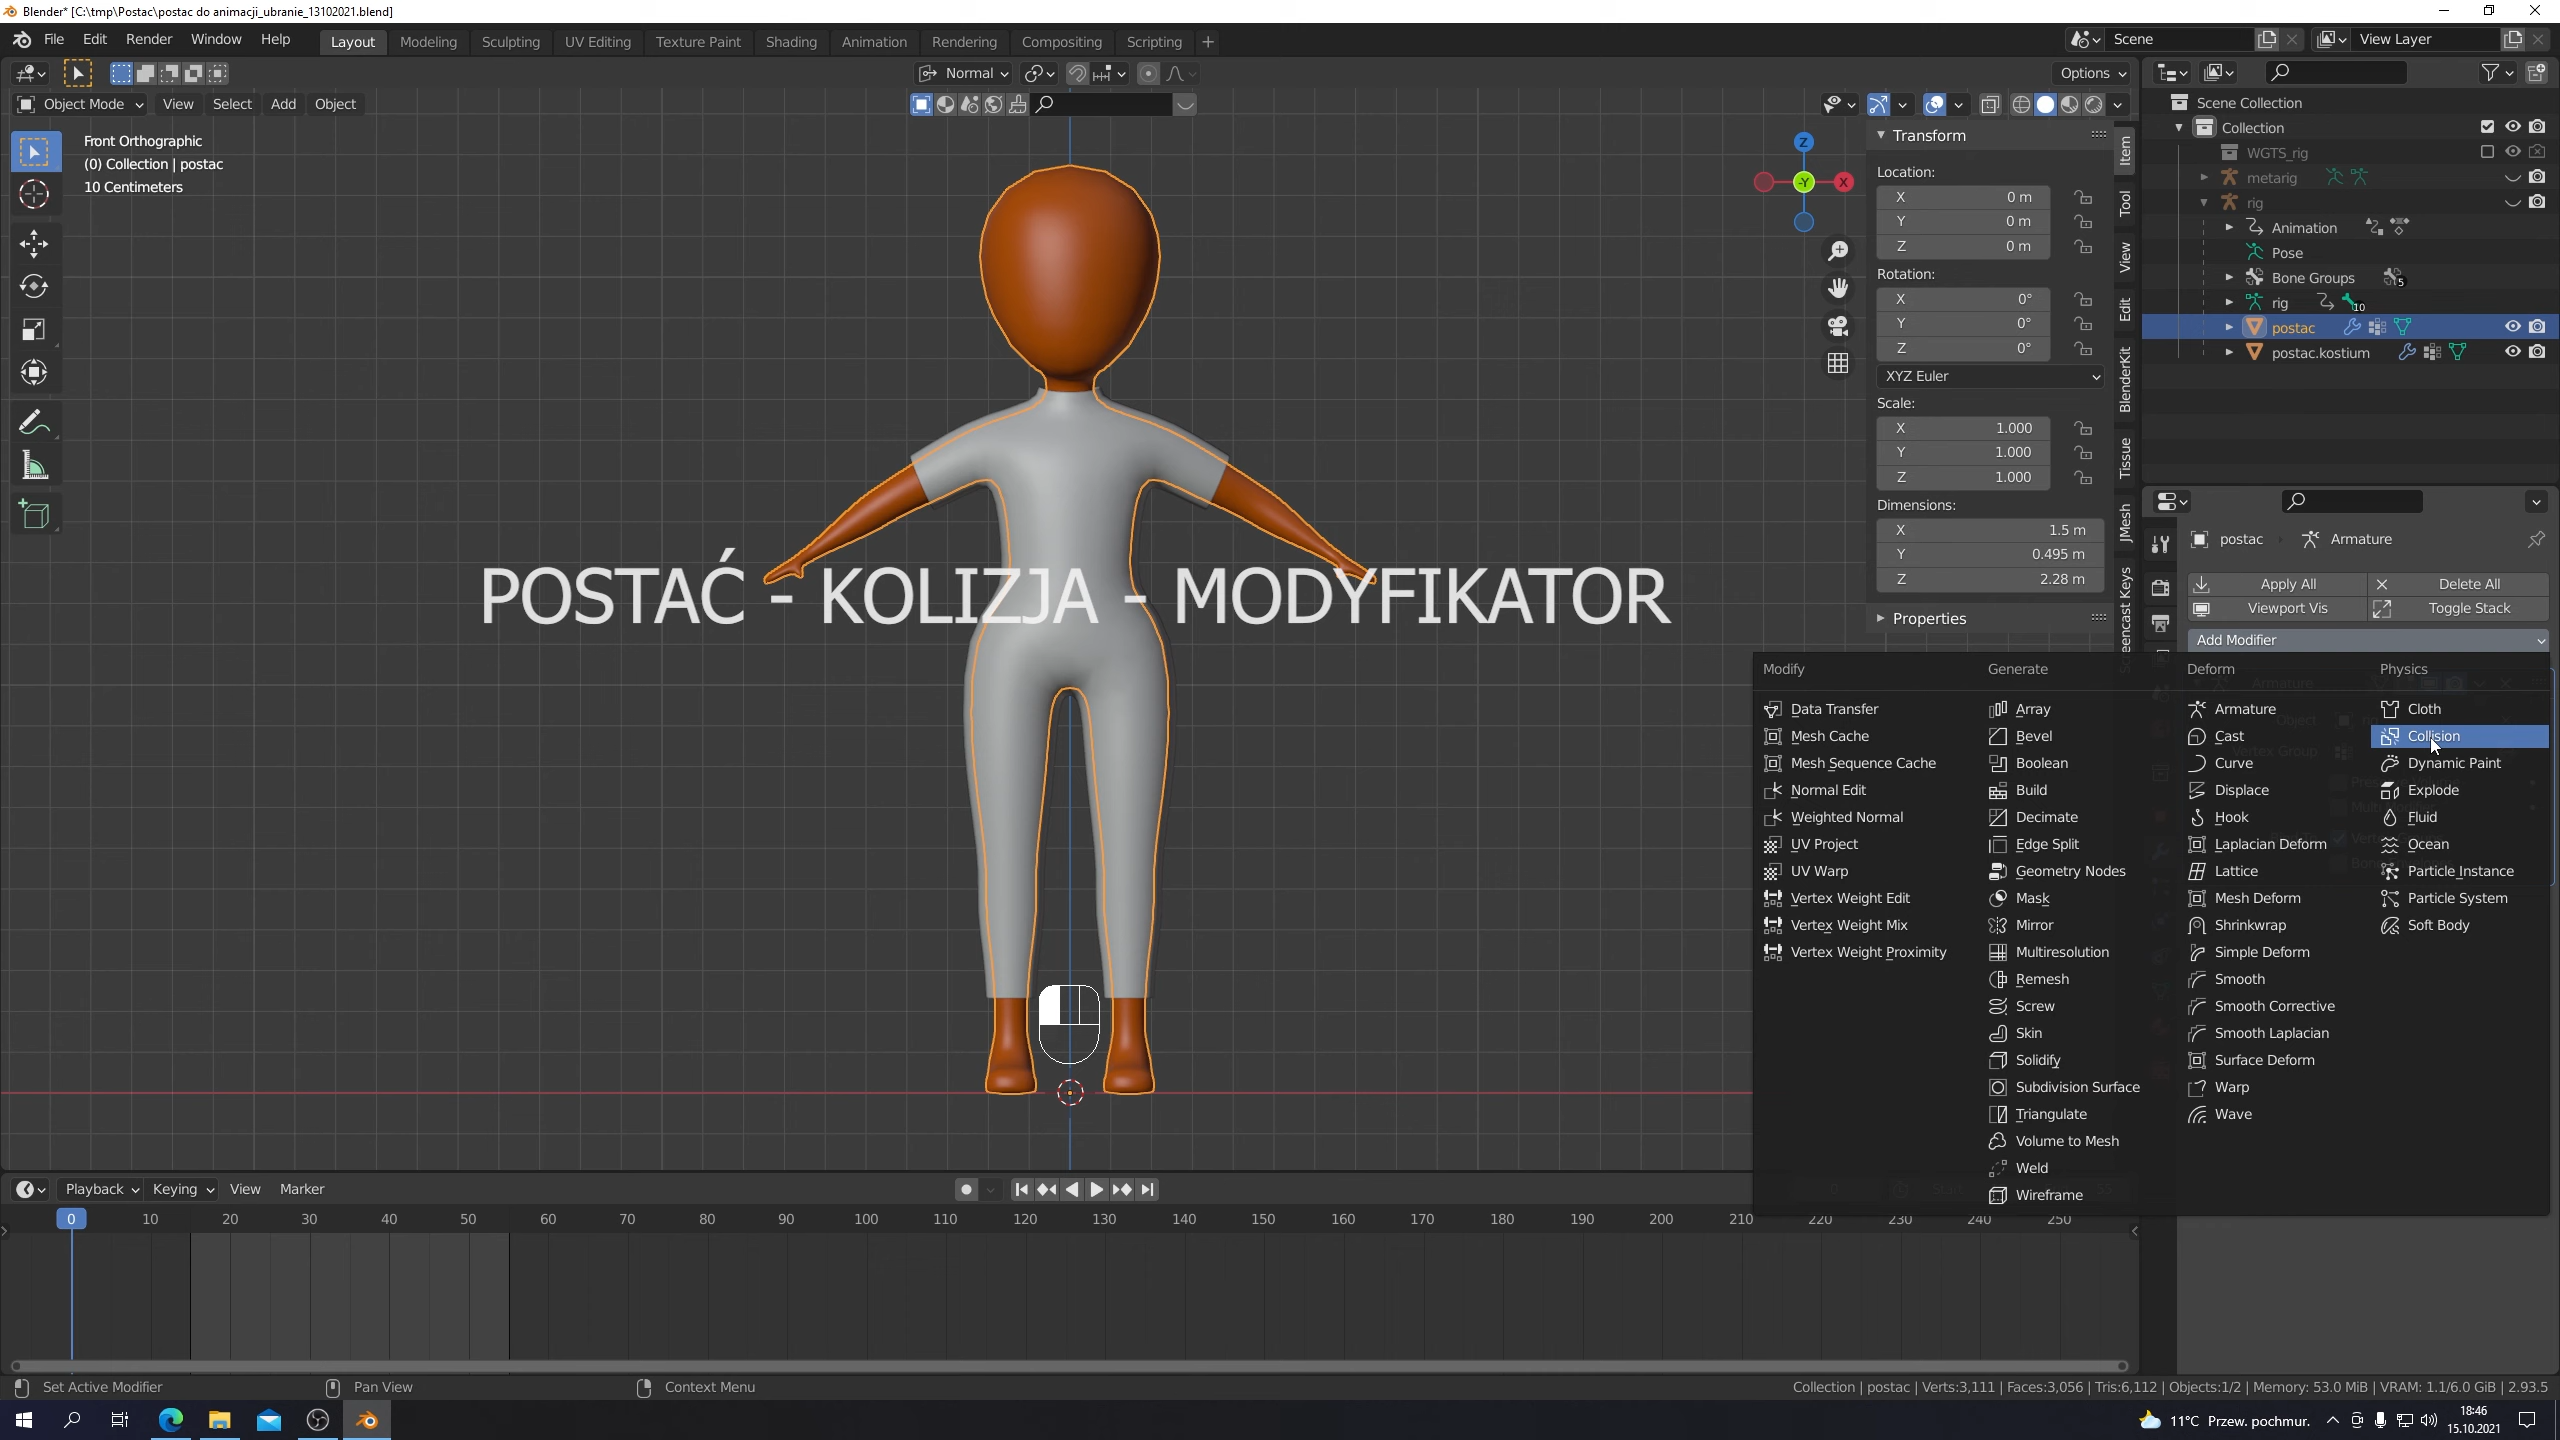 Blender* [C:\tmp\Postac\postac do animacji_ubranie_13102021.blend]
File Edit Render Window Help Layout Modeling Sculpting UV Editing Texture Paint Shading Animation Rendering Compositing Scripting + Scene View Layer
Normal Options
Object Mode View Select Add Object
Front Orthographic
(0) Collection | postac
10 Centimeters
Z
-Y
X
Transform
Location:
X 0 m
Y 0 m
Z 0 m
Rotation:
X 0°
Y 0°
Z 0°
XYZ Euler
Scale:
X 1.000
Y 1.000
Z 1.000
Dimensions:
X 1.5 m
Y 0.495 m
Z 2.28 m
Properties
Item
Tool
View
Edit
BlenderKit
Tissue
JMesh
Screencast Keys
Scene Collection
Collection
WGTS_rig
metarig
rig
Animation
Pose
Bone Groups 5
rig 10
postac
postac.kostium
postac Armature
Apply All Delete All
Viewport Vis Toggle Stack
Add Modifier
POSTAĆ - KOLIZJA - MODYFIKATOR
Modify
Data Transfer
Mesh Cache
Mesh Sequence Cache
Normal Edit
Weighted Normal
UV Project
UV Warp
Vertex Weight Edit
Vertex Weight Mix
Vertex Weight Proximity
Generate
Array
Bevel
Boolean
Build
Decimate
Edge Split
Geometry Nodes
Mask
Mirror
Multiresolution
Remesh
Screw
Skin
Solidify
Subdivision Surface
Triangulate
Volume to Mesh
Weld
Wireframe
Deform
Armature
Cast
Curve
Displace
Hook
Laplacian Deform
Lattice
Mesh Deform
Shrinkwrap
Simple Deform
Smooth
Smooth Corrective
Smooth Laplacian
Surface Deform
Warp
Wave
Physics
Cloth
Collision
Dynamic Paint
Explode
Fluid
Ocean
Particle Instance
Particle System
Soft Body
Playback Keying View Marker
0 10 20 30 40 50 60 70 80 90 100 110 120 130 140 150 160 170 180 190 200 210 220 230 240 250
Set Active Modifier Pan View Context Menu
Collection | postac | Verts:3,111 | Faces:3,056 | Tris:6,112 | Objects:1/2 | Memory: 53.0 MiB | VRAM: 1.1/6.0 GiB | 2.93.5
11°C Przew. pochmur.
18:46
15.10.2021